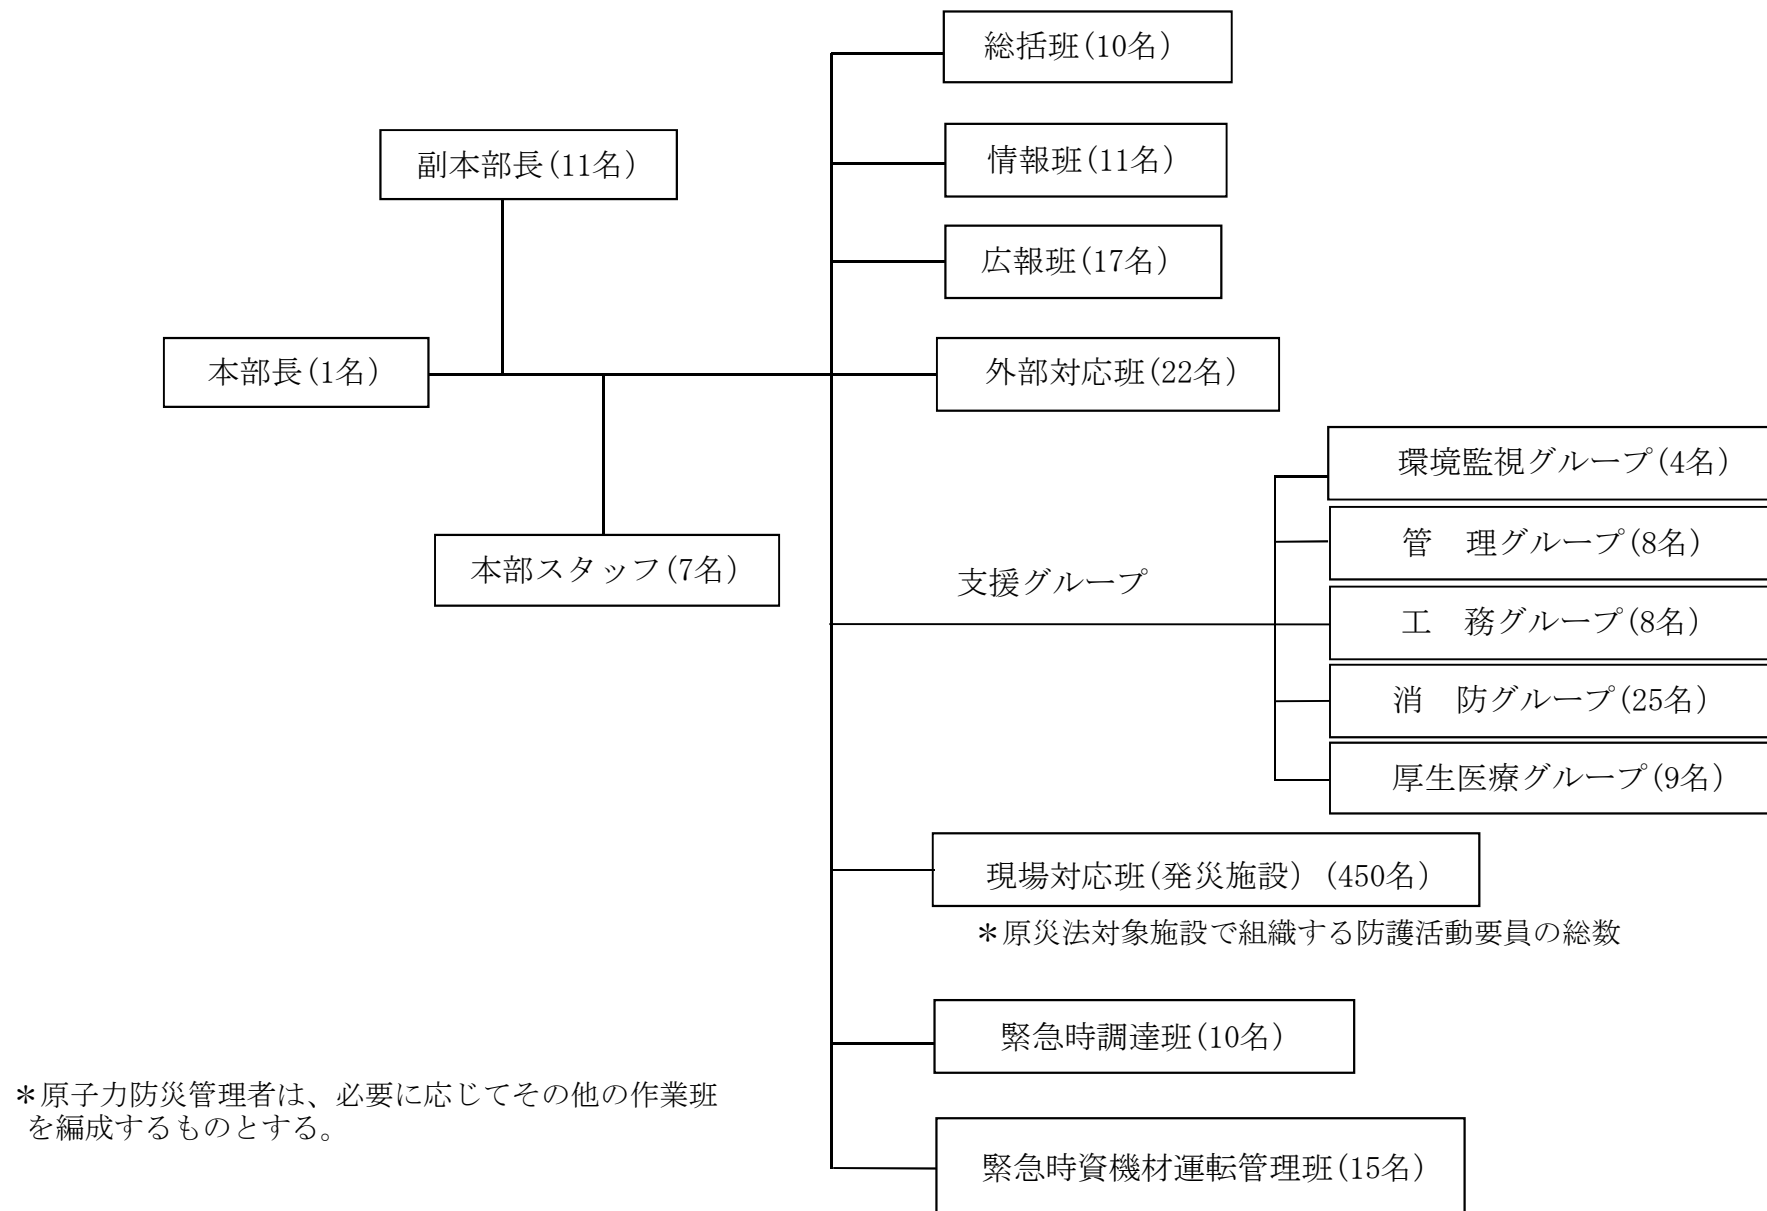 総括班(10名)
副本部長(11名)
情報班(11名)
広報班(17名)
本部長(1名)
外部対応班(22名)
環境監視グループ(4名)
管　理グループ(8名)
本部スタッフ(7名)
支援グループ
工　務グループ(8名)
消　防グループ(25名)
厚生医療グループ(9名)
現場対応班(発災施設) (450名)
＊原災法対象施設で組織する防護活動要員の総数
緊急時調達班(10名)
＊原子力防災管理者は、必要に応じてその他の作業班
を編成するものとする。
緊急時資機材運転管理班(15名)